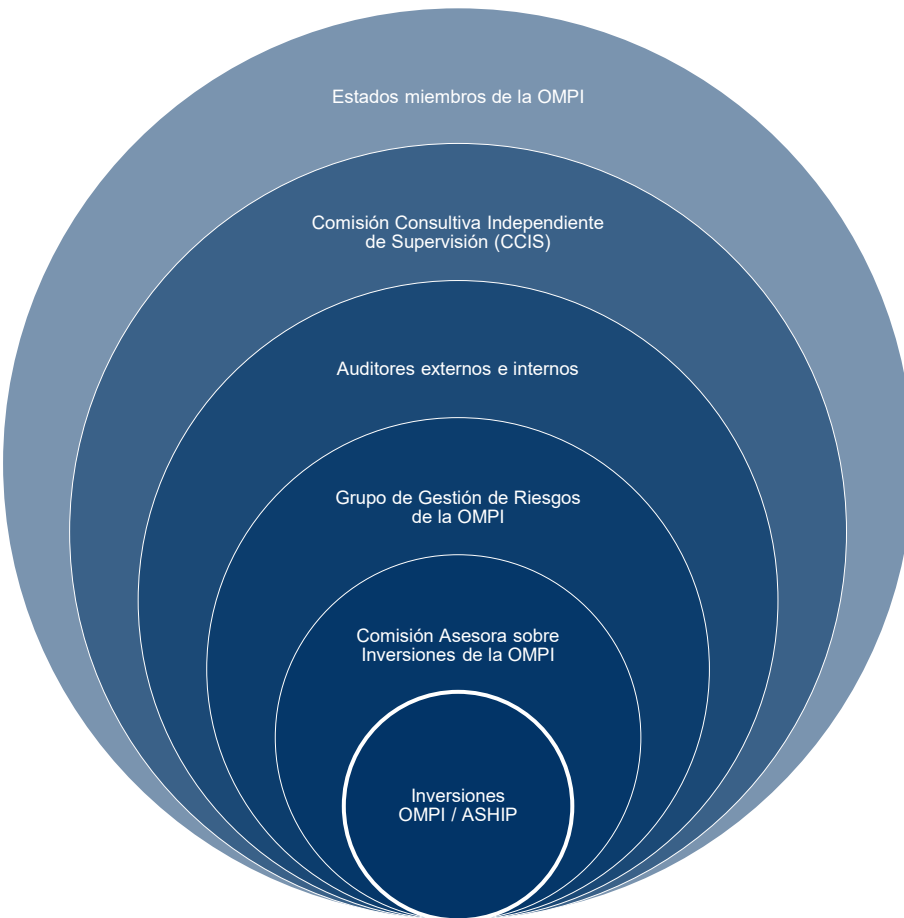 Estados miembros de la OMPI
Comisión Consultiva Independiente
de Supervisión (CCIS)
Auditores externos e internos
Grupo de Gestión de Riesgos
de la OMPI
Comisión Asesora sobre
Inversiones de la OMPI
Inversiones
OMPI / ASHIP